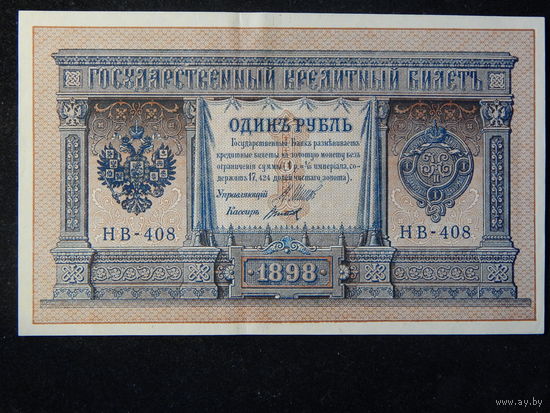 ГОСУДАРСТВЕННЫЙ КРЕДИТНЫЙ БИЛЕТЪ
ОДИНЪ РУБЛЬ
Государственный Банкъ размѣниваетъ
кредитные билеты на золотую монету безъ
ограниченія суммы (1 р. = 1/15 имперіала, со-
держитъ 17,424 долей чистаго золота).
Управляющій
Кассиръ
НВ-408
НВ-408
1898
www.ay.by